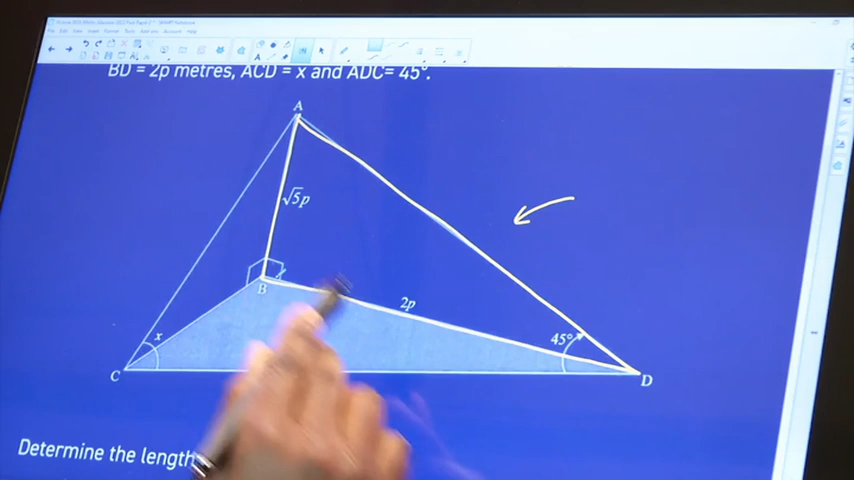 BD = 2p metres, ACD = x and ADC= 45°.
A
√5p
B
2p
x
45°
C
D
Determine the length